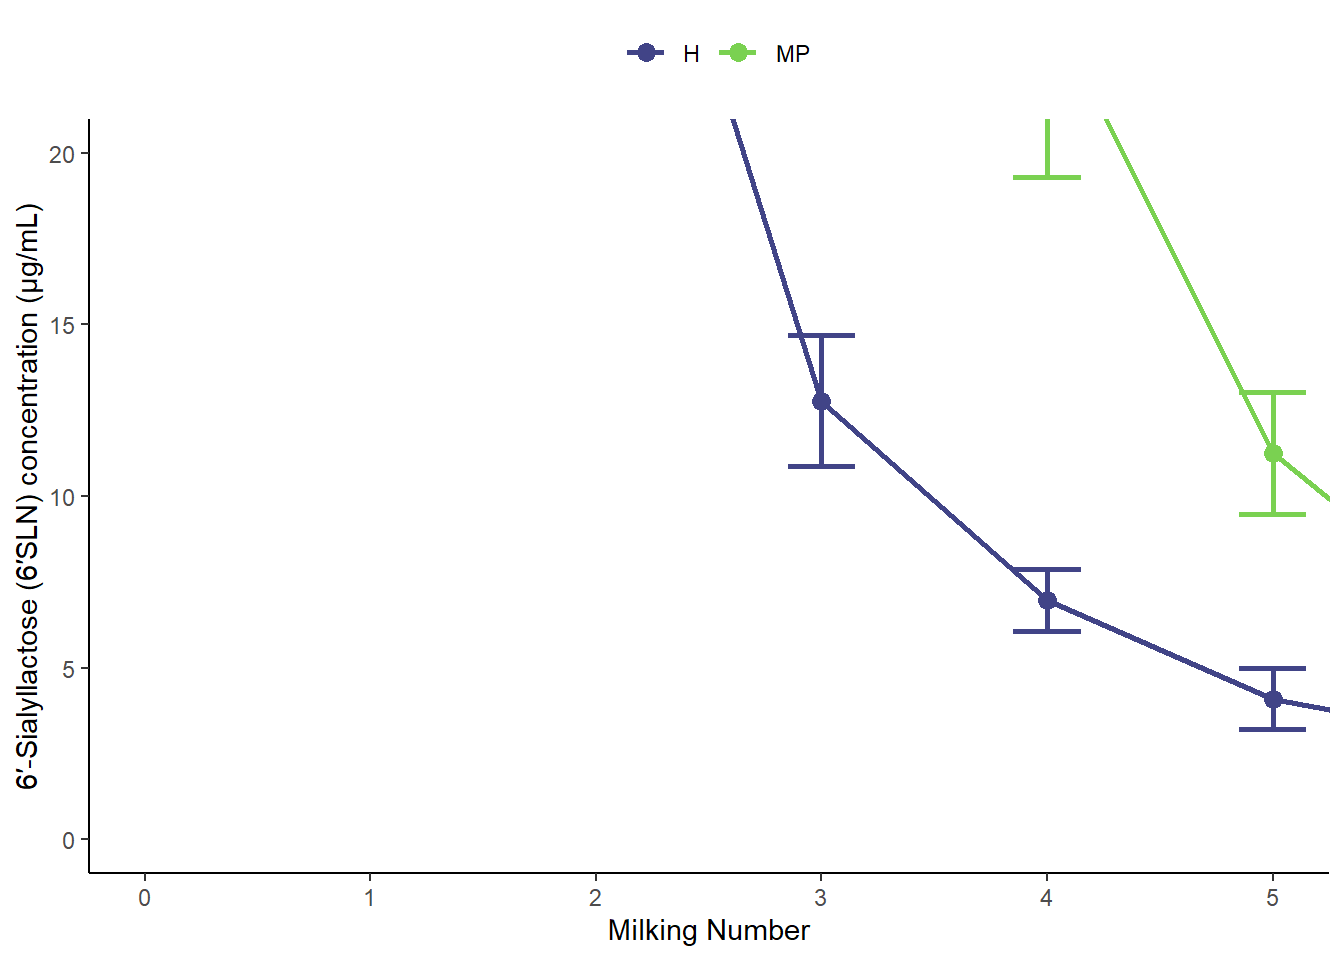 H MP
6′-Sialyllactose (6′SLN) concentration (µg/mL)
20
15
10
5
0
0 1 2 3 4 5
Milking Number